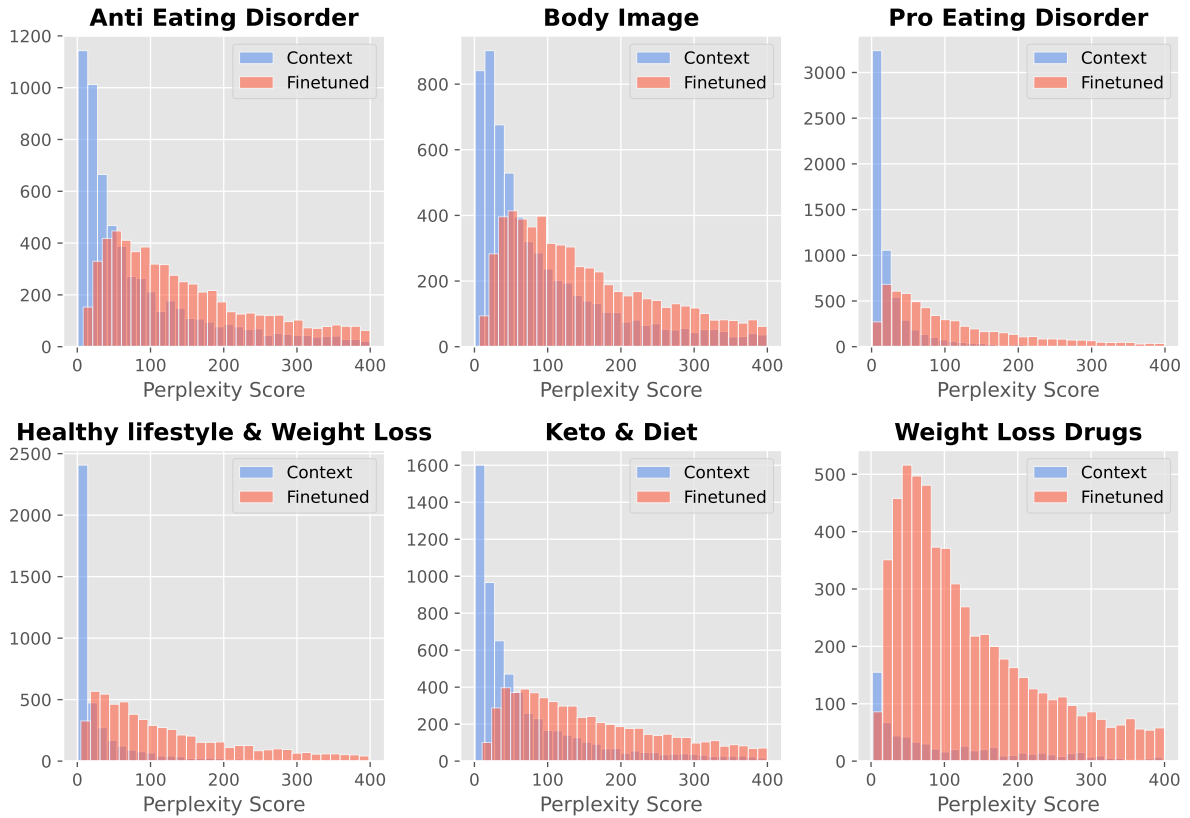 Anti Eating Disorder
1200
1000
800
600
400
200
0
Context
Finetuned
0 100 200 300 400
Perplexity Score
Body Image
800
600
400
200
0
Context
Finetuned
0 100 200 300 400
Perplexity Score
Pro Eating Disorder
3000
2500
2000
1500
1000
500
0
Context
Finetuned
0 100 200 300 400
Perplexity Score
Healthy lifestyle & Weight Loss
2500
2000
1500
1000
500
0
Context
Finetuned
0 100 200 300 400
Perplexity Score
Keto & Diet
1600
1400
1200
1000
800
600
400
200
0
Context
Finetuned
0 100 200 300 400
Perplexity Score
Weight Loss Drugs
500
400
300
200
100
0
Context
Finetuned
0 100 200 300 400
Perplexity Score